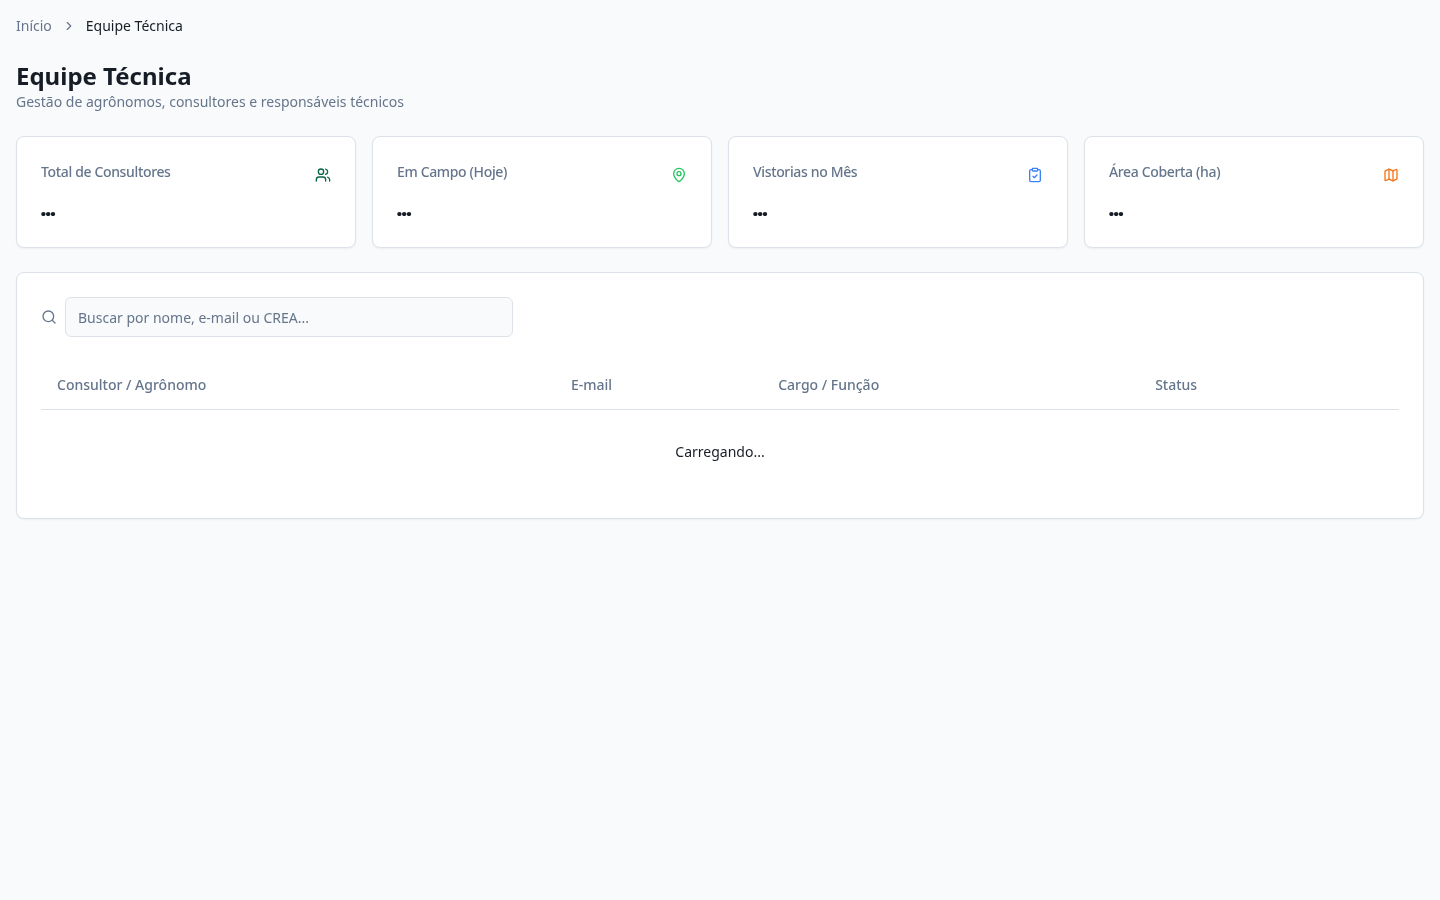 Início
Equipe Técnica
Equipe Técnica
Gestão de agrônomos, consultores e responsáveis técnicos
Total de Consultores
...
Em Campo (Hoje)
...
Vistorias no Mês
...
Área Coberta (ha)
...
Buscar por nome, e-mail ou CREA...
Consultor / Agrônomo E-mail Cargo / Função Status
Carregando...